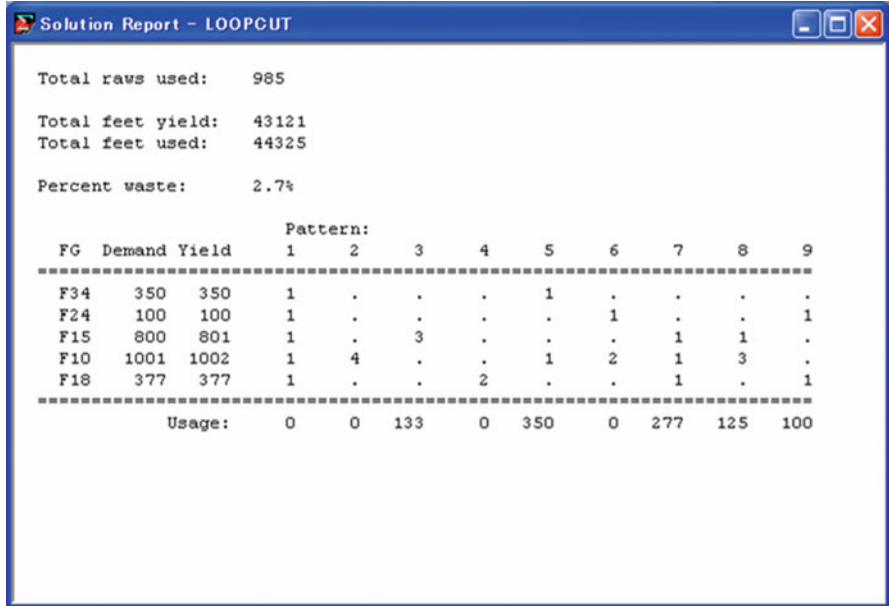 Solution Report - LOOPCUT
Total raws used: 985
Total feet yield: 43121
Total feet used: 44325
Percent waste: 2.7%
Pattern:
FG Demand Yield 1 2 3 4 5 6 7 8 9
==========================================================
F34 350 350 1 . . . 1 . . . .
F24 100 100 1 . . . . 1 . . 1
F15 800 801 1 . 3 . . . 1 1 .
F10 1001 1002 1 4 . . 1 2 1 3 .
F18 377 377 1 . . 2 . . 1 . 1
==========================================================
Usage: 0 0 133 0 350 0 277 125 100